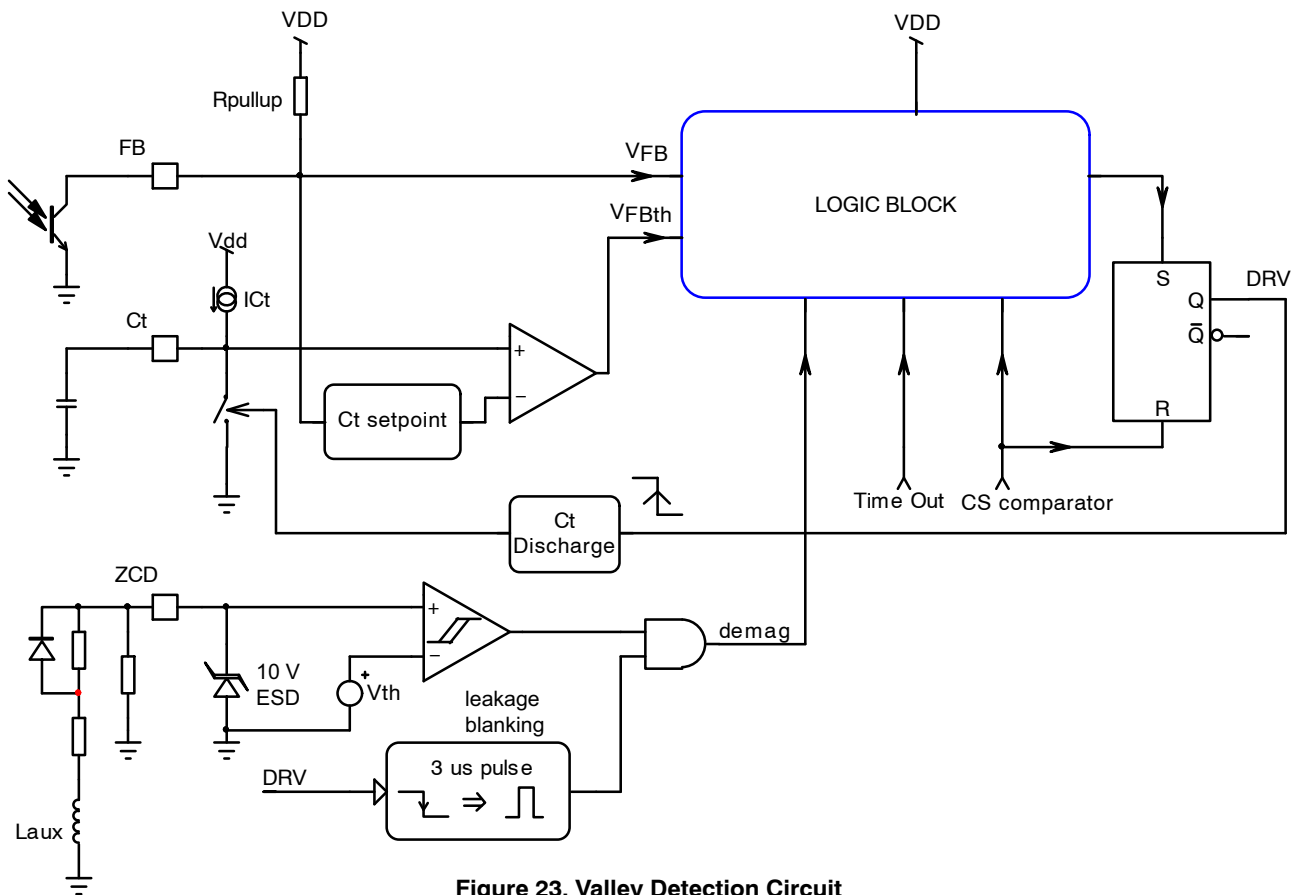 VDD
VDD
Rpullup
FB
VFB
LOGIC BLOCK
VFBth
Vdd
ICt
S
DRV
Q
Ct
Q̅
+
−
Ct setpoint
R
Time Out
CS comparator
Ct
Discharge
ZCD
+
−
demag
10 V
ESD
+
Vth
leakage
blanking
3 us pulse
DRV
⇒
Laux
Figure 23. Valley Detection Circuit